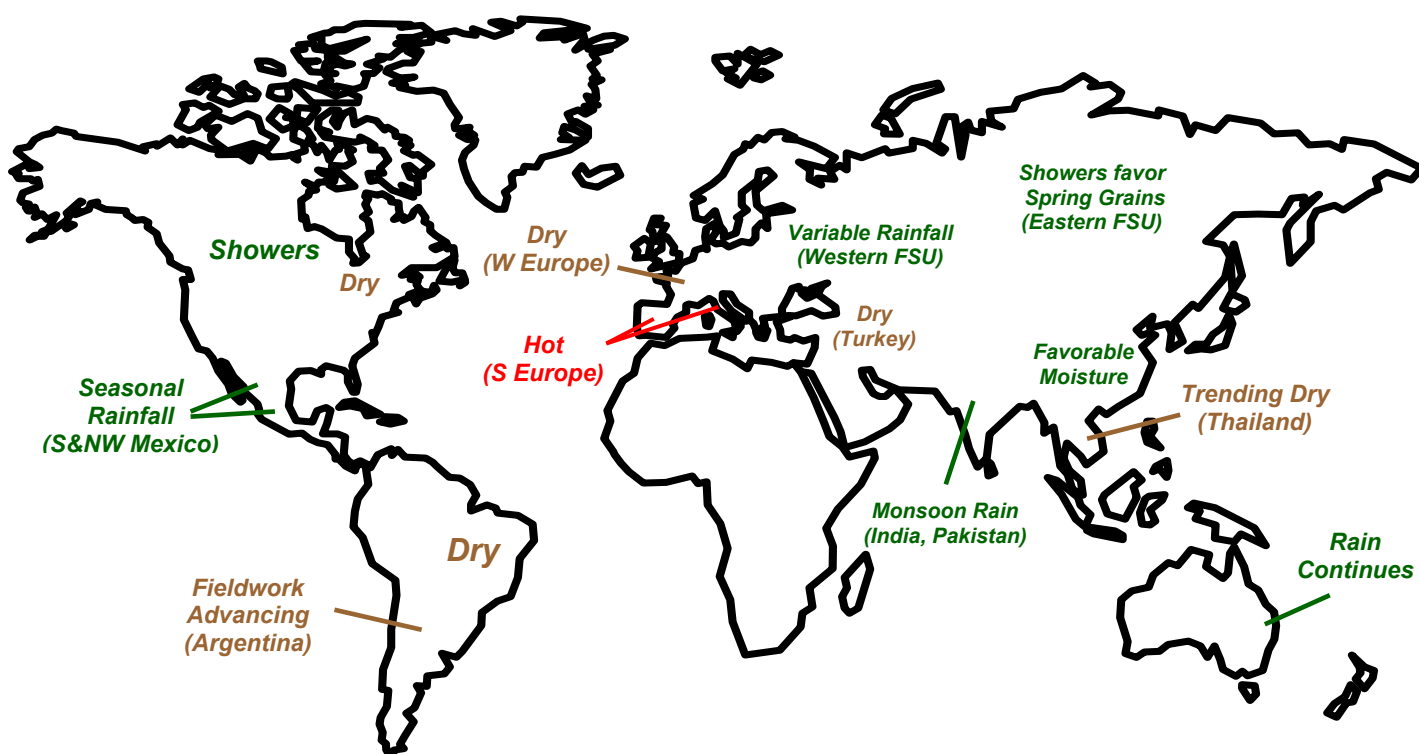 Showers
Dry
Seasonal
Rainfall
(S&NW Mexico)
Dry
Fieldwork
Advancing
(Argentina)
Dry
(W Europe)
Hot
(S Europe)
Variable Rainfall
(Western FSU)
Dry
(Turkey)
Showers favor
Spring Grains
(Eastern FSU)
Favorable
Moisture
Trending Dry
(Thailand)
Monsoon Rain
(India, Pakistan)
Rain
Continues